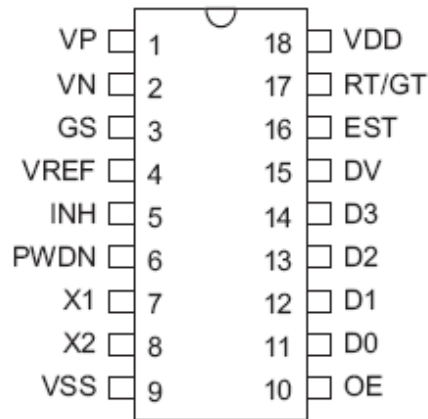 VP 1 18 VDD
VN 2 17 RT/GT
GS 3 16 EST
VREF 4 15 DV
INH 5 14 D3
PWDN 6 13 D2
X1 7 12 D1
X2 8 11 D0
VSS 9 10 OE